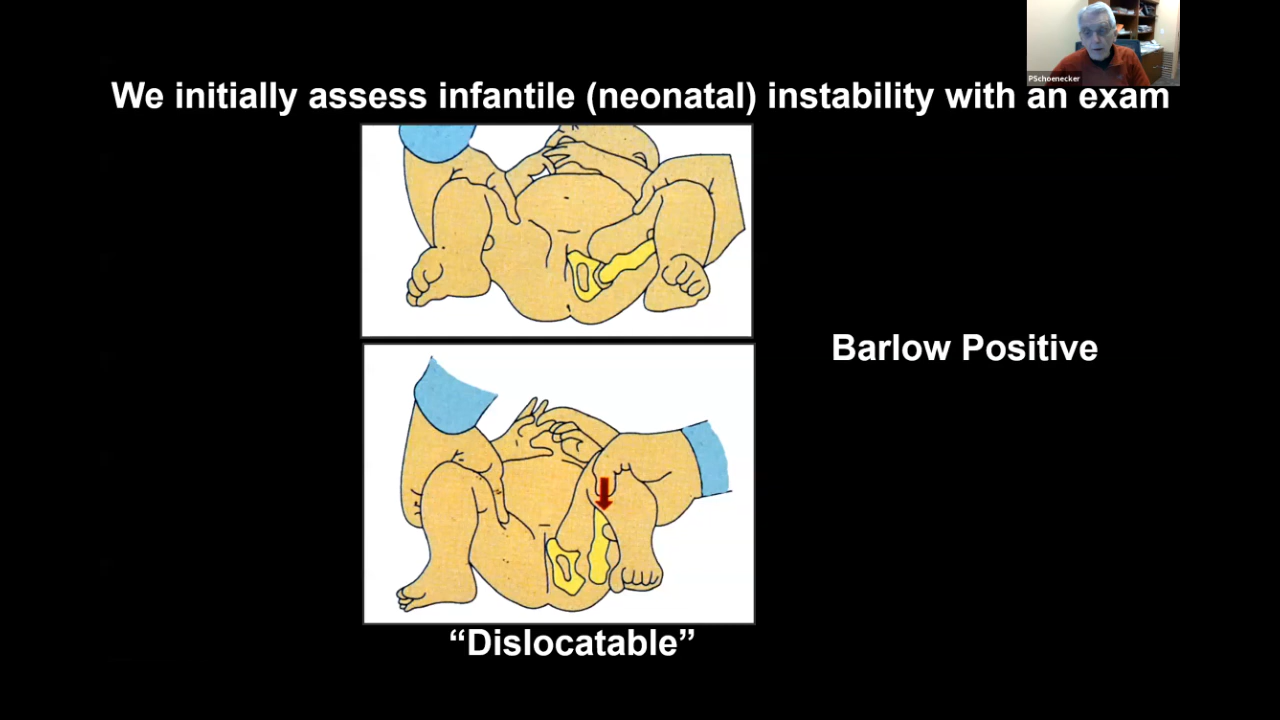 PSchoenecker
We initially assess infantile (neonatal) instability with an exam
Barlow Positive
“Dislocatable”